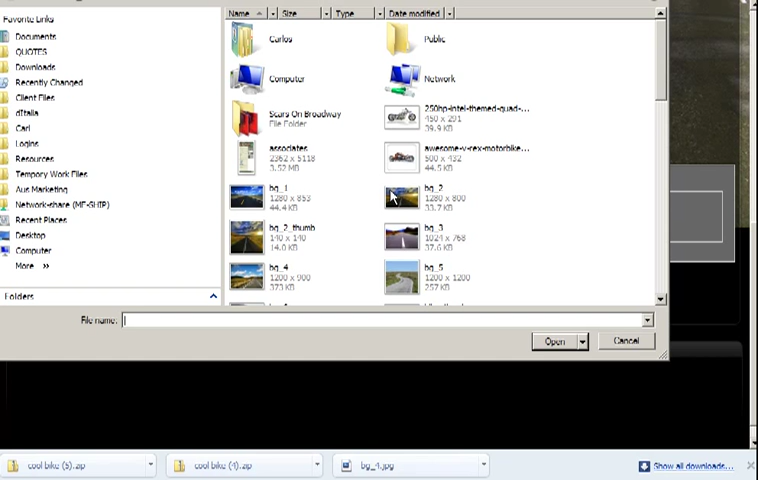 Favorite Links
Documents
QUOTES
Downloads
Recently Changed
Client Files
dItalia
Carl
Logins
Resources
Tempory Work Files
Aus Marketing
Network-share (MF-SHIP)
Recent Places
Desktop
Computer
More »
Folders
Name Size Type Date modified
Carlos
Public
Computer
Network
Scars On Broadway
File Folder
250hp-intel-themed-quad-...
450 x 291
39.9 KB
associates
2362 x 5118
3.52 MB
awesome-v-rex-motorbike...
500 x 432
44.5 KB
bg_1
1280 x 853
44.4 KB
bg_2
1280 x 800
33.7 KB
bg_2_thumb
140 x 140
14.0 KB
bg_3
1024 x 768
37.6 KB
bg_4
1200 x 900
373 KB
bg_5
1200 x 1200
257 KB
File name:
Open Cancel
cool bike (5).zip cool bike (4).zip bg_4.jpg Show all downloads...